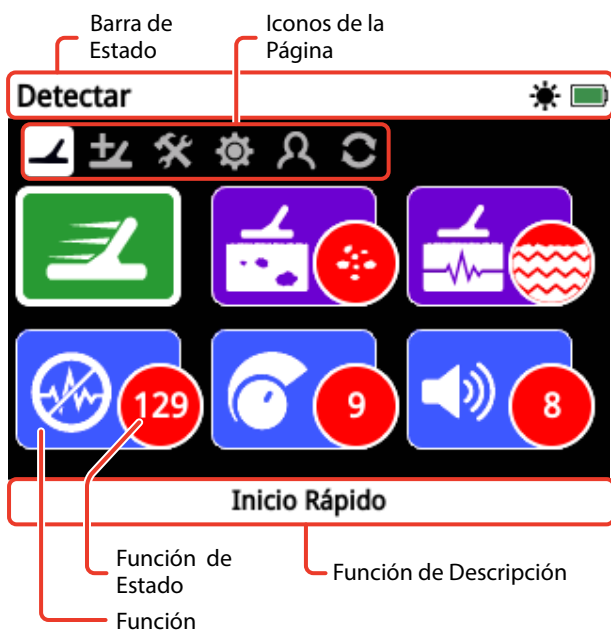 Barra de
Estado
Iconos de la
Página
Detectar
129
9
8
Inicio Rápido
Función de
Estado
Función de Descripción
Función